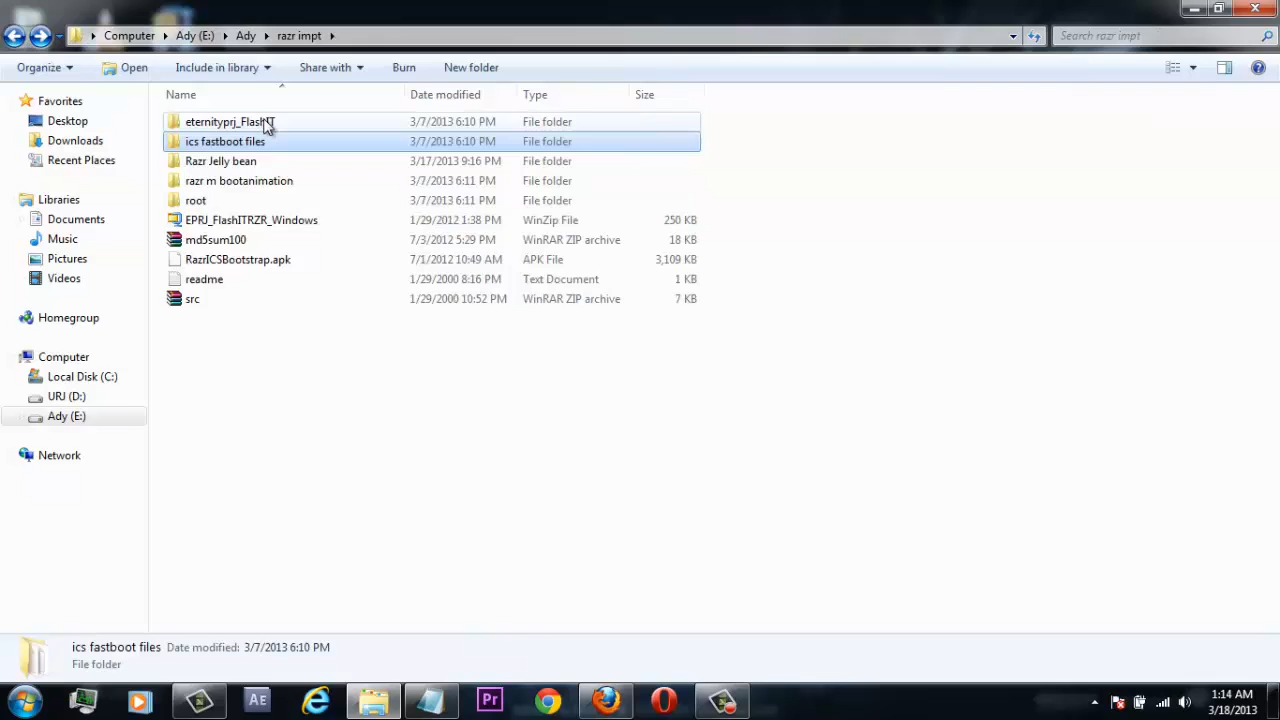 Computer Ady (E:) Ady razr impt Search razr impt
Organize Open Include in library Share with Burn New folder
Name Date modified Type Size
Favorites
Desktop
Downloads
Recent Places
Libraries
Documents
Music
Pictures
Videos
Homegroup
Computer
Local Disk (C:)
URJ (D:)
Ady (E:)
Network
eternityprj_FlashIT 3/7/2013 6:10 PM File folder
ics fastboot files 3/7/2013 6:10 PM File folder
Razr Jelly bean 3/17/2013 9:16 PM File folder
razr m bootanimation 3/7/2013 6:11 PM File folder
root 3/7/2013 6:11 PM File folder
EPRJ_FlashITRZR_Windows 1/29/2012 1:38 PM WinZip File 250 KB
md5sum100 7/3/2012 5:29 PM WinRAR ZIP archive 18 KB
RazrICSBootstrap.apk 7/1/2012 10:49 AM APK File 3,109 KB
readme 1/29/2000 8:16 PM Text Document 1 KB
src 1/29/2000 10:52 PM WinRAR ZIP archive 7 KB
ics fastboot files Date modified: 3/7/2013 6:10 PM
File folder
Ae Pr 1:14 AM
3/18/2013